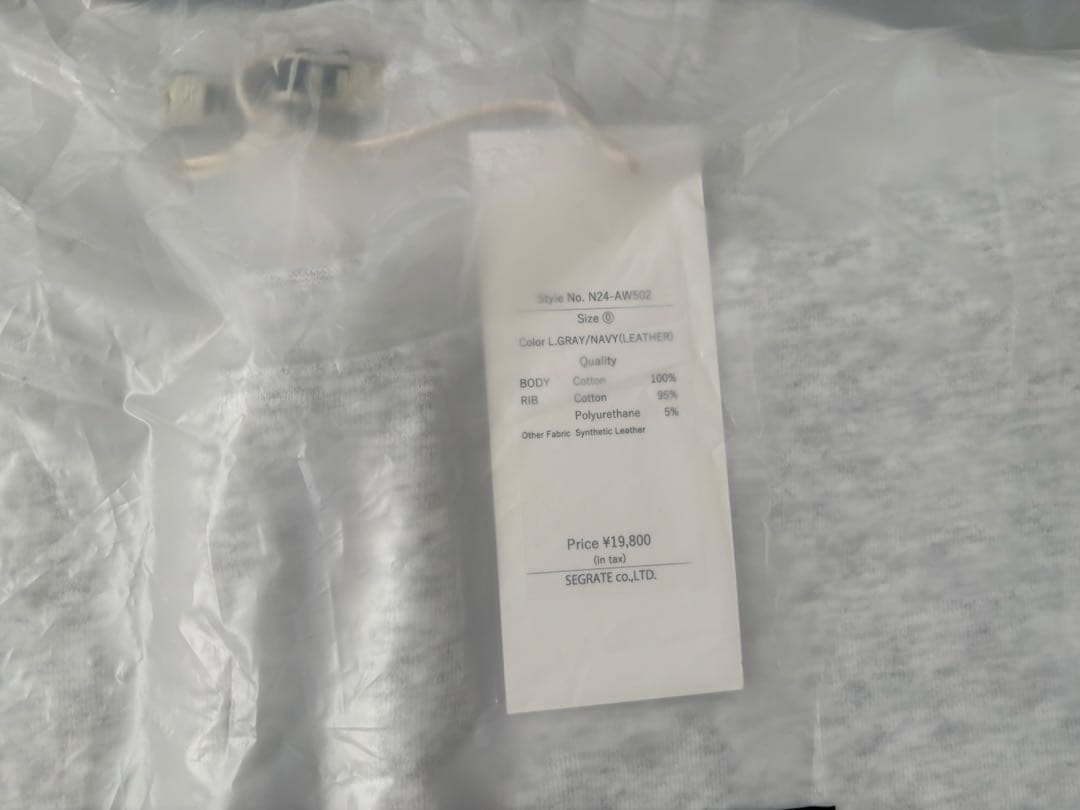 Style No. N24-AW502
Size ⓪
Color L.GRAY/NAVY(LEATHER)
Quality
BODY Cotton 100%
RIB Cotton 95%
Polyurethane 5%
Other Fabric Synthetic Leather
Price ¥19,800
(in tax)
SEGRATE co.,LTD.